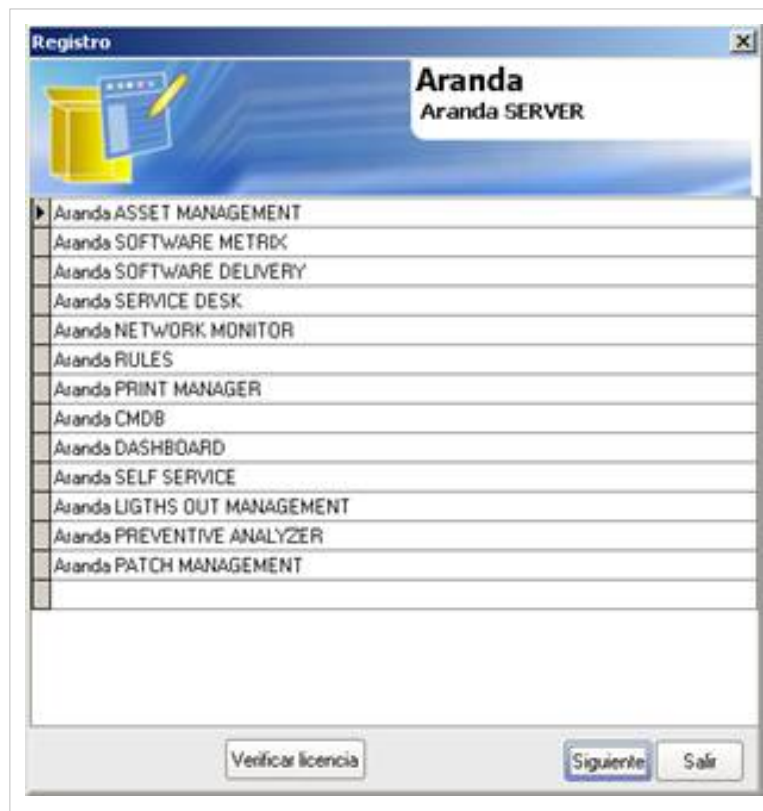 Registro
Aranda
Aranda SERVER
Aranda ASSET MANAGEMENT
Aranda SOFTWARE METRIX
Aranda SOFTWARE DELIVERY
Aranda SERVICE DESK
Aranda NETWORK MONITOR
Aranda RULES
Aranda PRINT MANAGER
Aranda CMDB
Aranda DASHBOARD
Aranda SELF SERVICE
Aranda LIGTHS OUT MANAGEMENT
Aranda PREVENTIVE ANALYZER
Aranda PATCH MANAGEMENT
Verificar licencia Siguiente Salir